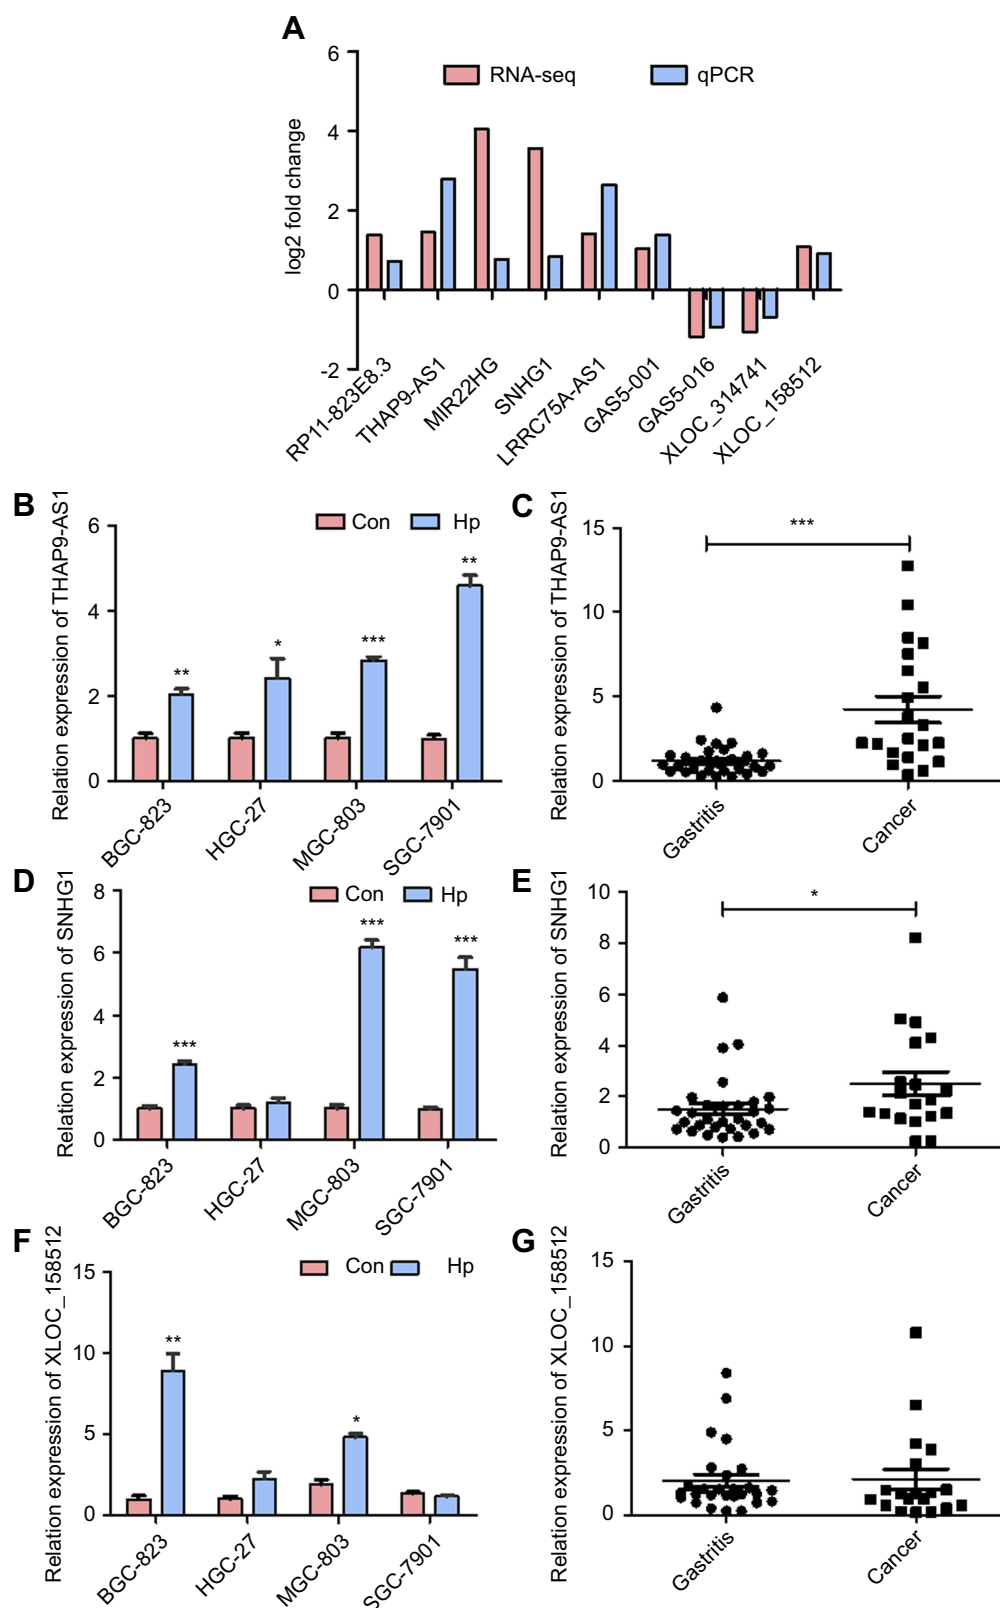 A
6
4
2
0
-2
log2 fold change
RNA-seq
qPCR
RP11-823E8.3
THAP9-AS1
MIR22HG
SNHG1
LRRC75A-AS1
GAS5-001
GAS5-016
XLOC_314741
XLOC_158512
B
Relation expression of THAP9-AS1
6
4
2
0
Con
Hp
**
*
***
**
BGC-823
HGC-27
MGC-803
SGC-7901
C
Relation expression of THAP9-AS1
15
10
5
0
***
Gastritis
Cancer
D
Relation expression of SNHG1
8
6
4
2
0
Con
Hp
***
***
***
BGC-823
HGC-27
MGC-803
SGC-7901
E
Relation expression of SNHG1
10
8
6
4
2
0
*
Gastritis
Cancer
F
Relation expression of XLOC_158512
15
10
5
0
Con
Hp
**
*
BGC-823
HGC-27
MGC-803
SGC-7901
G
Relation expression of XLOC_158512
15
10
5
0
Gastritis
Cancer